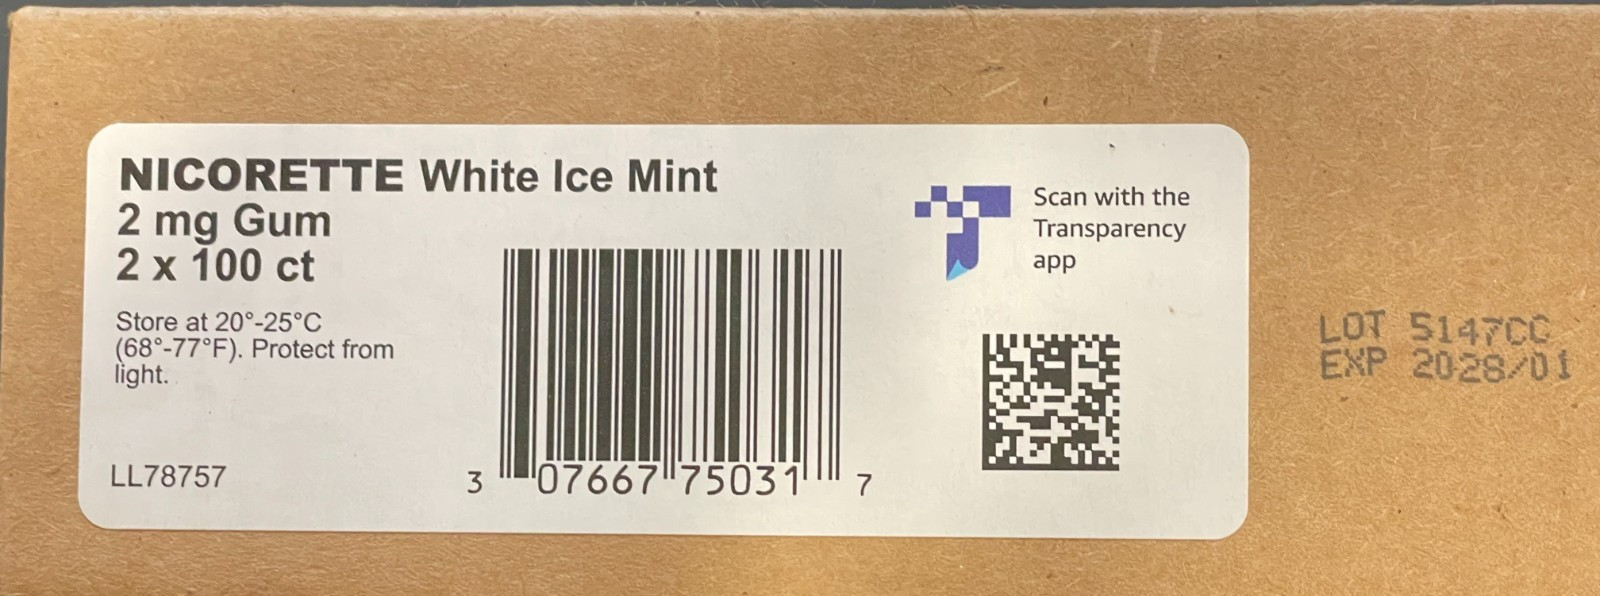 NICORETTE White Ice Mint
2 mg Gum
2 x 100 ct
Store at 20°-25°C
(68°-77°F). Protect from
light.
LL78757
3 07667 75031 7
Scan with the
Transparency
app
LOT 5147CC
EXP 2028/01